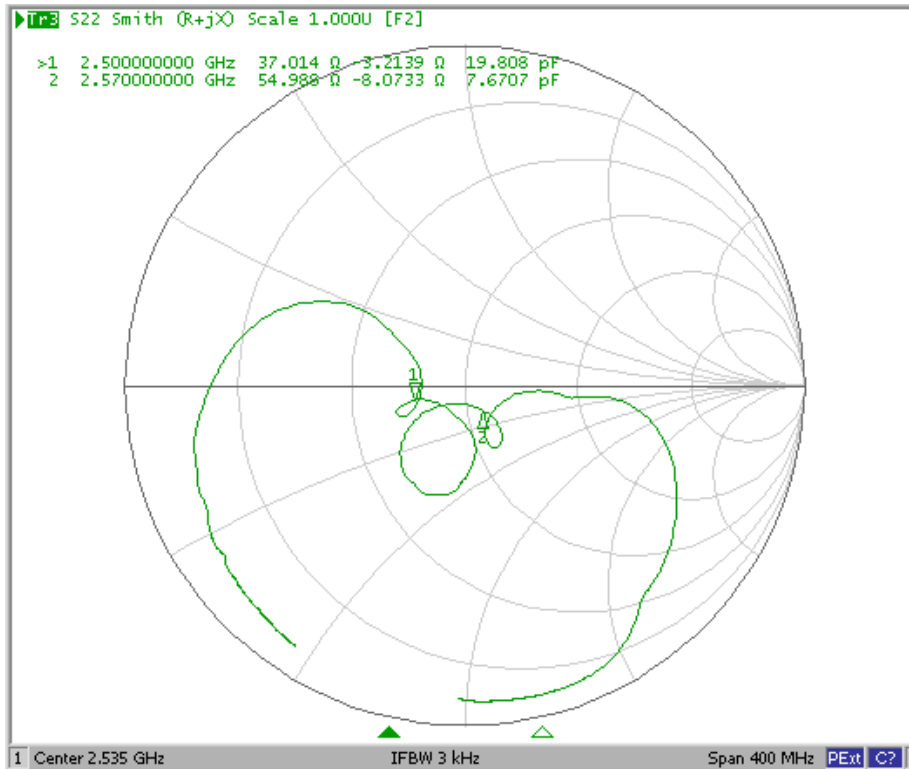 Tr3 S22 Smith (R+jX) Scale 1.000U [F2]
>1 2.500000000 GHz 37.014 Ω -3.2139 Ω 19.808 pF
2 2.570000000 GHz 54.988 Ω -8.0733 Ω 7.6707 pF
1
2
1 Center 2.535 GHz IFBW 3 kHz Span 400 MHz PExt C?